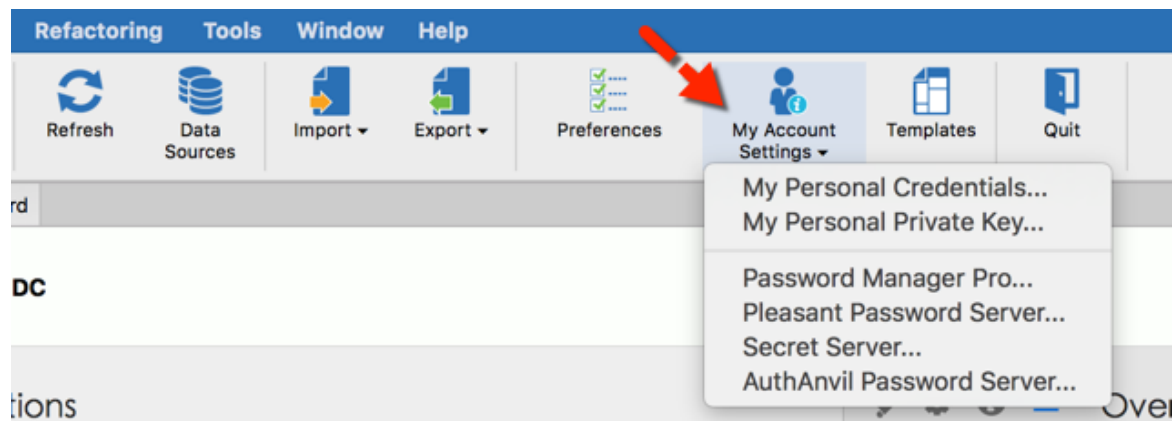 Refactoring Tools Window Help
Refresh
Data
Sources
Import
Export
Preferences
My Account
Settings
Templates
Quit
rd
My Personal Credentials...
My Personal Private Key...
DC
Password Manager Pro...
Pleasant Password Server...
Secret Server...
AuthAnvil Password Server...
tions
Over